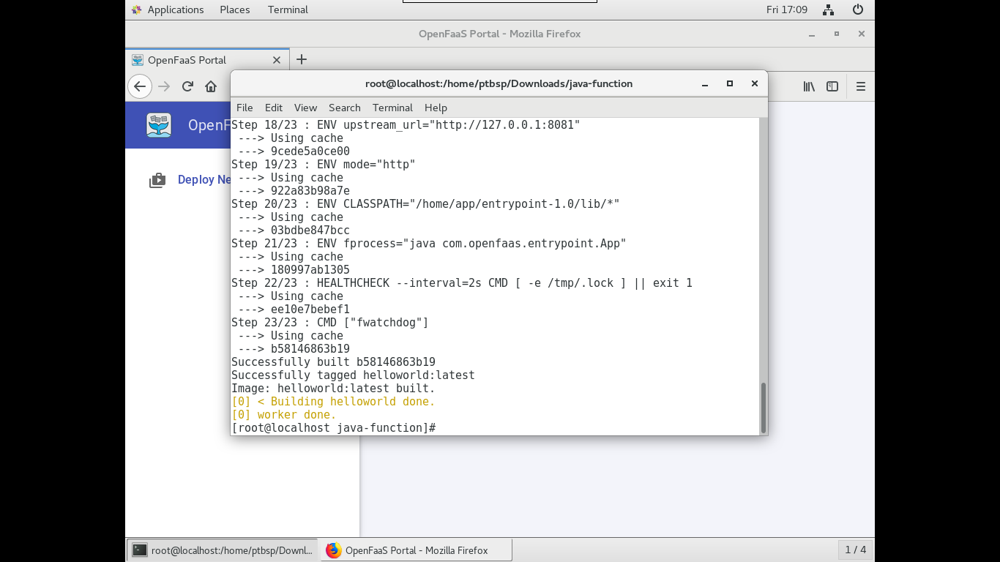 Applications Places Terminal Fri 17:09
OpenFaaS Portal - Mozilla Firefox
OpenFaaS Portal
root@localhost:/home/ptbsp/Downloads/java-function
File Edit View Search Terminal Help
OpenF
Deploy Ne
Step 18/23 : ENV upstream_url="http://127.0.0.1:8081"
 ---> Using cache
 ---> 9cede5a0ce00
Step 19/23 : ENV mode="http"
 ---> Using cache
 ---> 922a83b98a7e
Step 20/23 : ENV CLASSPATH="/home/app/entrypoint-1.0/lib/*"
 ---> Using cache
 ---> 03bdbe847bcc
Step 21/23 : ENV fprocess="java com.openfaas.entrypoint.App"
 ---> Using cache
 ---> 180997ab1305
Step 22/23 : HEALTHCHECK --interval=2s CMD [ -e /tmp/.lock ] || exit 1
 ---> Using cache
 ---> ee10e7bebef1
Step 23/23 : CMD ["fwatchdog"]
 ---> Using cache
 ---> b58146863b19
Successfully built b58146863b19
Successfully tagged helloworld:latest
Image: helloworld:latest built.
[0] < Building helloworld done.
[0] worker done.
[root@localhost java-function]#
root@localhost:/home/ptbsp/Downl... OpenFaaS Portal - Mozilla Firefox 1 / 4